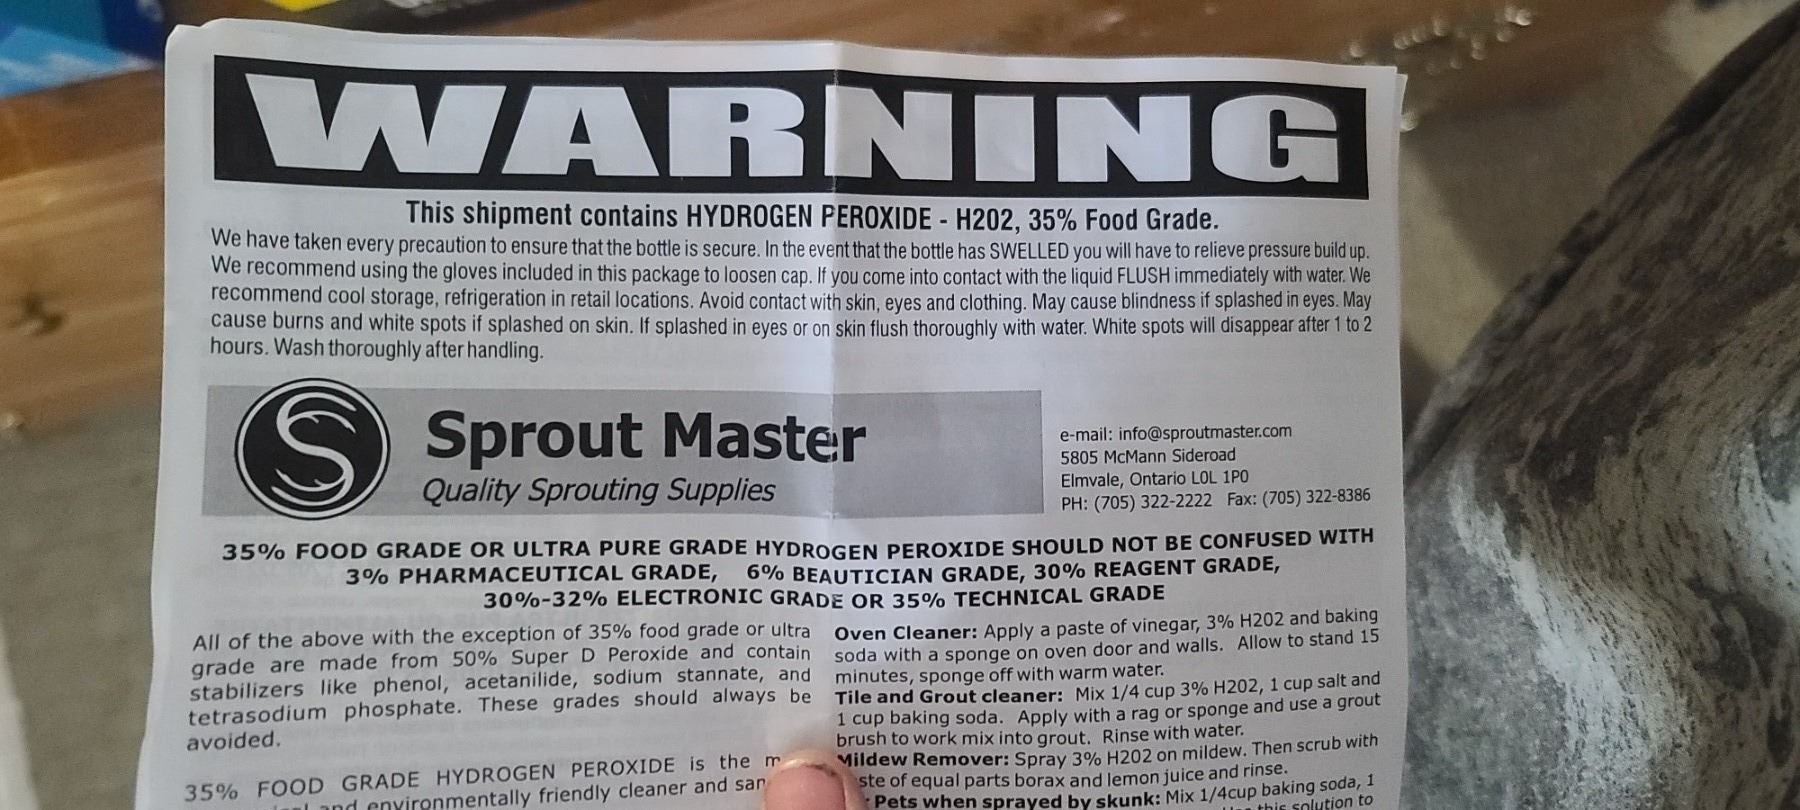 WARNING
This shipment contains HYDROGEN PEROXIDE - H202, 35% Food Grade.
We have taken every precaution to ensure that the bottle is secure. In the event that the bottle has SWELLED you will have to relieve pressure build up.
We recommend using the gloves included in this package to loosen cap. If you come into contact with the liquid FLUSH immediately with water. We
recommend cool storage, refrigeration in retail locations. Avoid contact with skin, eyes and clothing. May cause blindness if splashed in eyes. May
cause burns and white spots if splashed on skin. If splashed in eyes or on skin flush thoroughly with water. White spots will disappear after 1 to 2
hours. Wash thoroughly after handling.
S
Sprout Master
Quality Sprouting Supplies
e-mail: info@sproutmaster.com
5805 McMann Sideroad
Elmvale, Ontario L0L 1P0
PH: (705) 322-2222 Fax: (705) 322-8386
35% FOOD GRADE OR ULTRA PURE GRADE HYDROGEN PEROXIDE SHOULD NOT BE CONFUSED WITH
3% PHARMACEUTICAL GRADE, 6% BEAUTICIAN GRADE, 30% REAGENT GRADE,
30%-32% ELECTRONIC GRADE OR 35% TECHNICAL GRADE
All of the above with the exception of 35% food grade or ultra
grade are made from 50% Super D Peroxide and contain
stabilizers like phenol, acetanilide, sodium stannate, and
tetrasodium phosphate. These grades should always be
avoided.
35% FOOD GRADE HYDROGEN PEROXIDE is the
and environmentally friendly cleaner and
Oven Cleaner: Apply a paste of vinegar, 3% H202 and baking
soda with a sponge on oven door and walls. Allow to stand 15
minutes, sponge off with warm water.
Tile and Grout cleaner: Mix 1/4 cup 3% H202, 1 cup salt and
1 cup baking soda. Apply with a rag or sponge and use a grout
brush to work mix into grout. Rinse with water.
Mildew Remover: Spray 3% H202 on mildew. Then scrub with
of equal parts borax and lemon juice and rinse.
Pets when sprayed by skunk: Mix 1/4cup baking soda, 1
this solution to